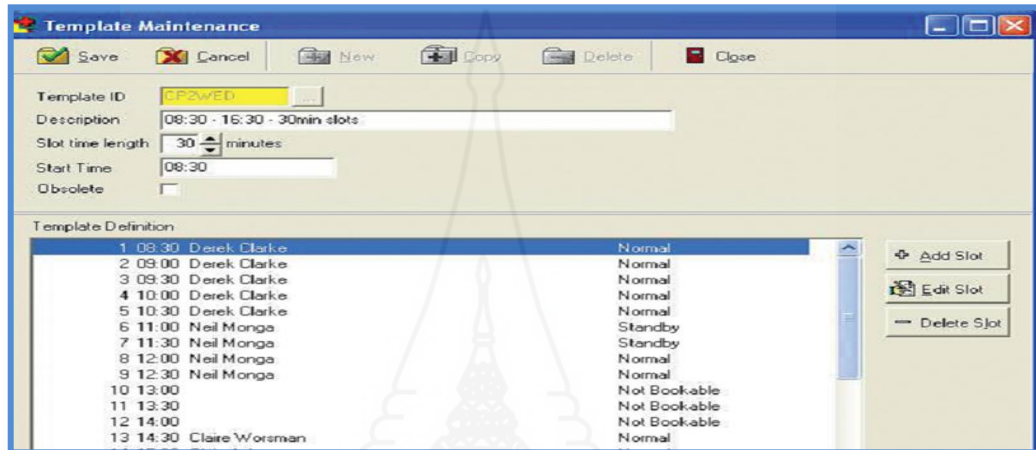 Template Maintenance
Save Cancel New Copy Delete Close
Template ID CP2WED ...
Description 08:30 - 16:30 - 30min slots
Slot time length 30 minutes
Start Time 08:30
Obsolete
Template Definition
1 08:30 Derek Clarke Normal
2 09:00 Derek Clarke Normal
3 09:30 Derek Clarke Normal
4 10:00 Derek Clarke Normal
5 10:30 Derek Clarke Normal
6 11:00 Neil Monga Standby
7 11:30 Neil Monga Standby
8 12:00 Neil Monga Normal
9 12:30 Neil Monga Normal
10 13:00 Not Bookable
11 13:30 Not Bookable
12 14:00 Not Bookable
13 14:30 Claire Worsman Normal
Add Slot
Edit Slot
Delete Slot